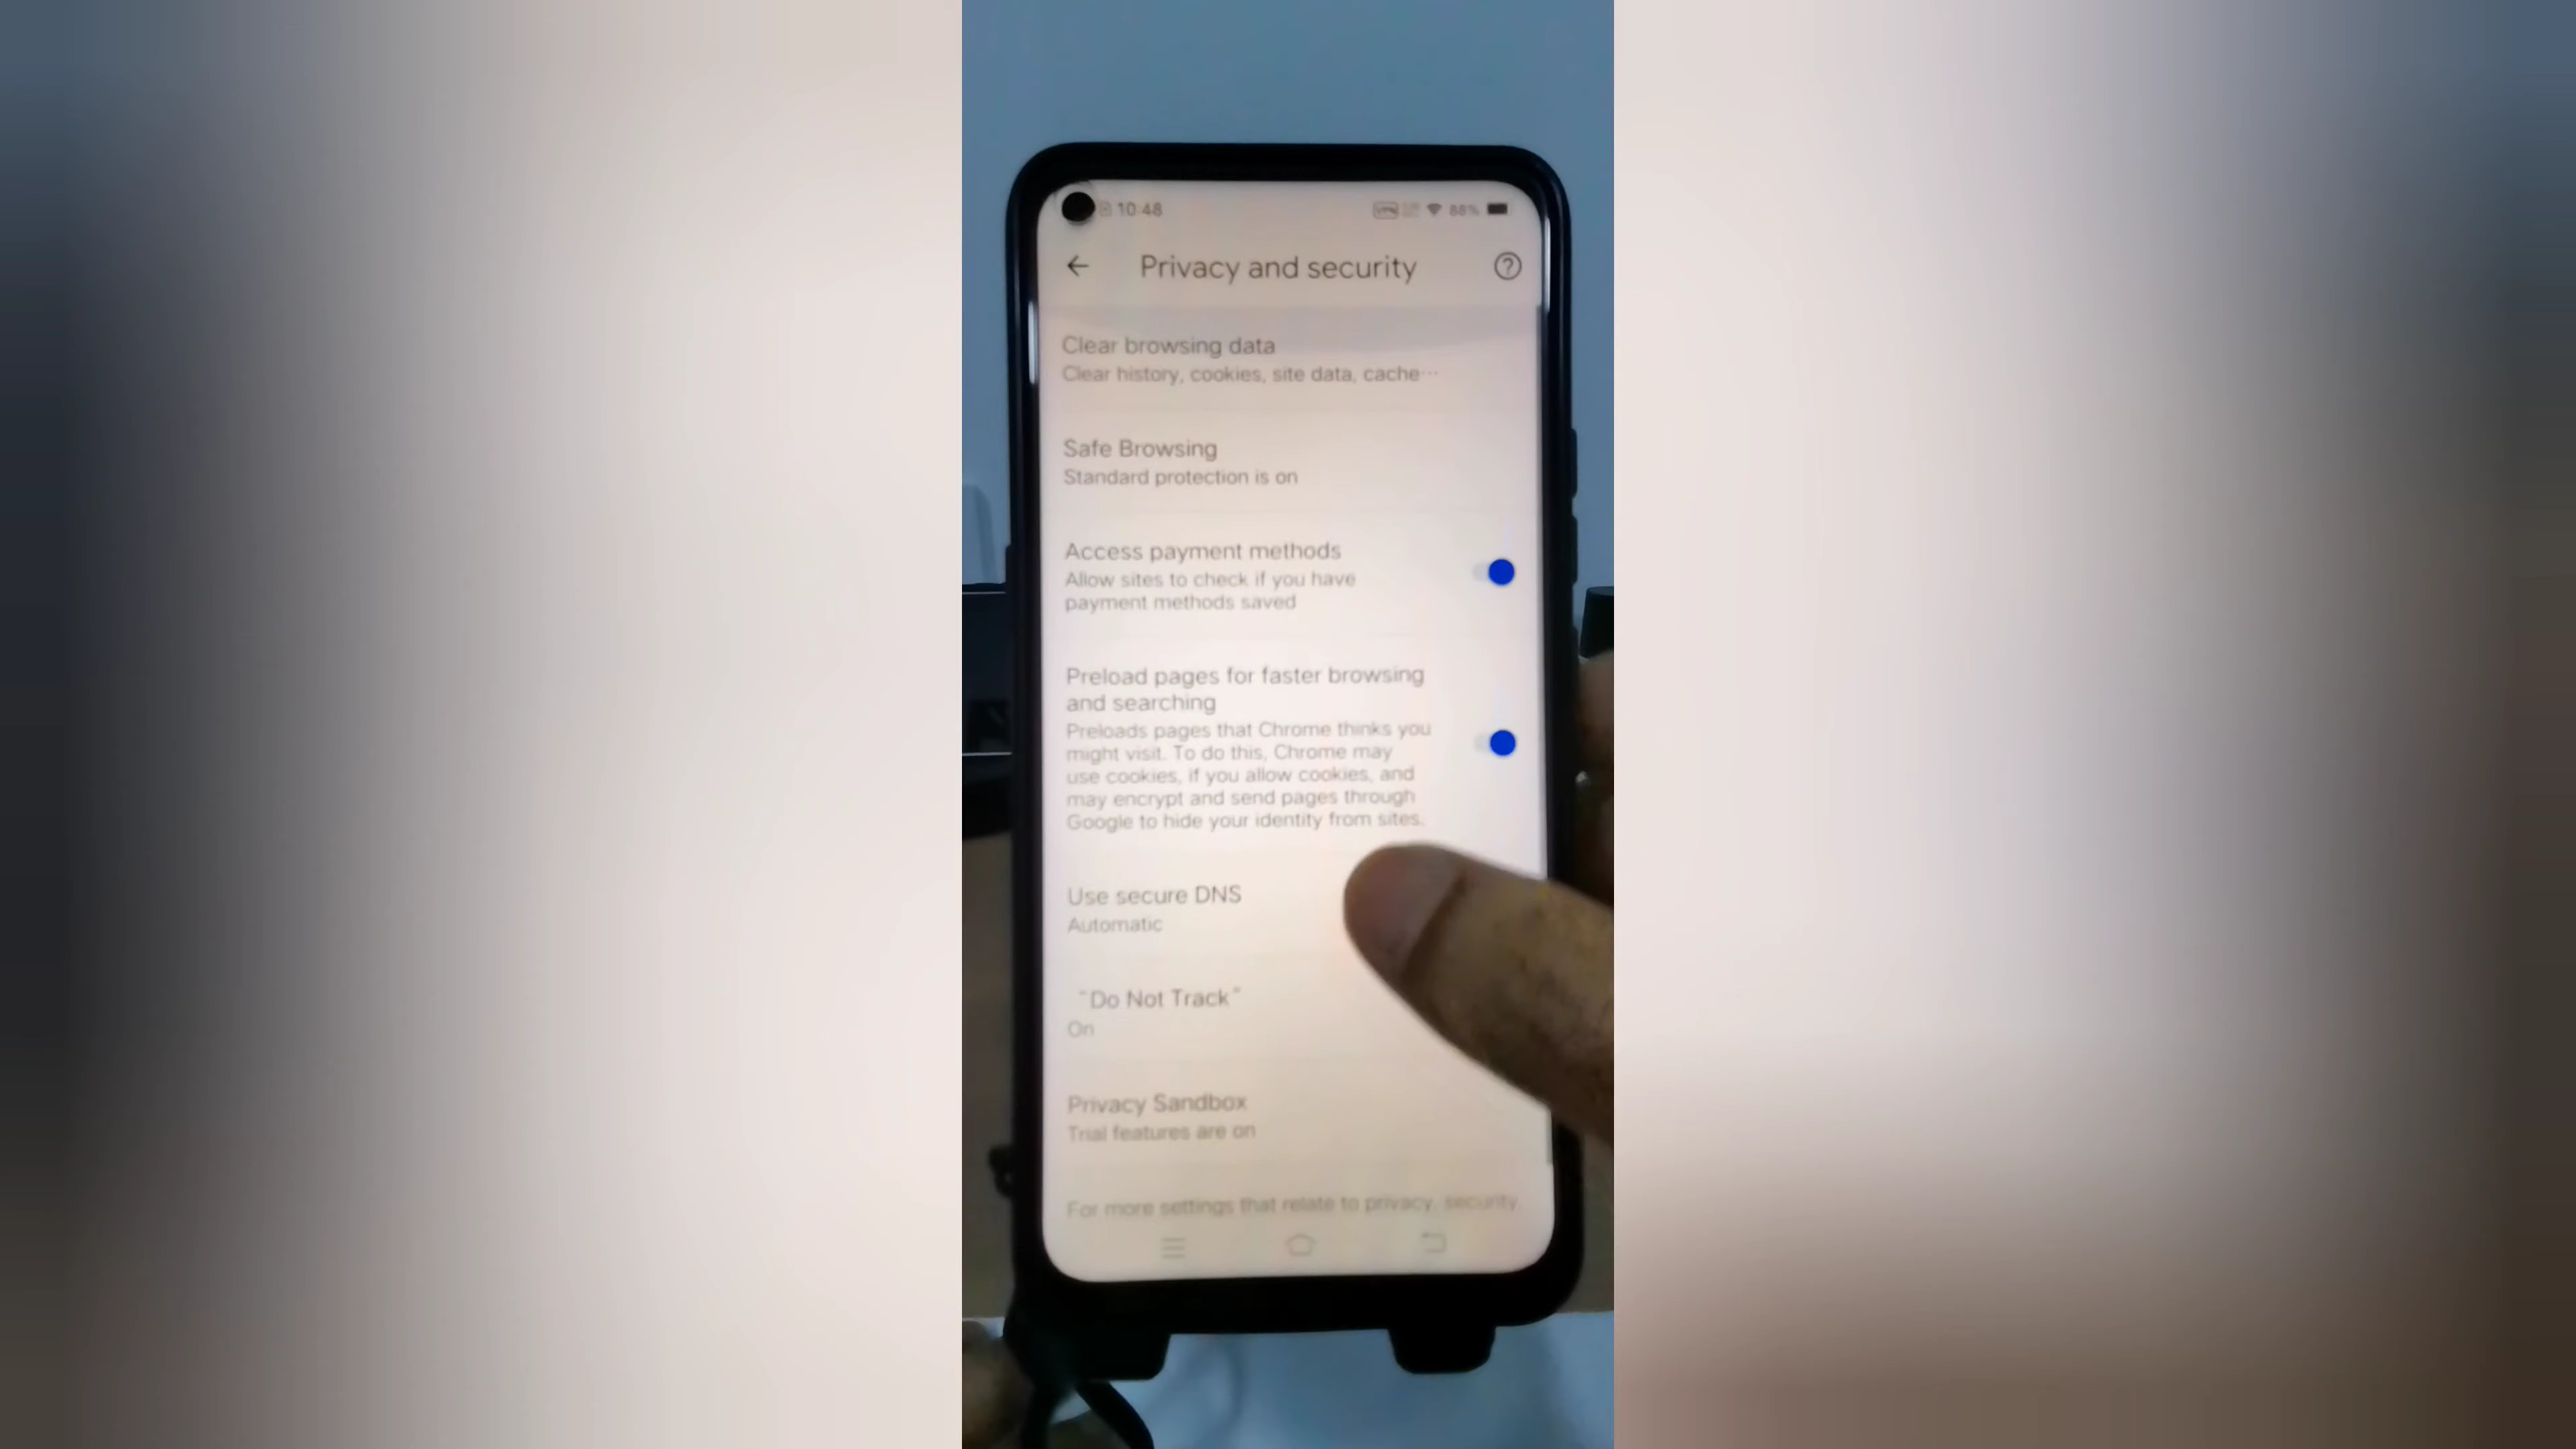 10:48
88%
Privacy and security
Clear browsing data
Clear history, cookies, site data, cache…
Safe Browsing
Standard protection is on
Access payment methods
Allow sites to check if you have
payment methods saved
Preload pages for faster browsing
and searching
Preloads pages that Chrome thinks you
might visit. To do this, Chrome may
use cookies, if you allow cookies, and
may encrypt and send pages through
Google to hide your identity from sites.
Use secure DNS
Automatic
"Do Not Track"
On
Privacy Sandbox
Trial features are on
For more settings that relate to privacy, security,